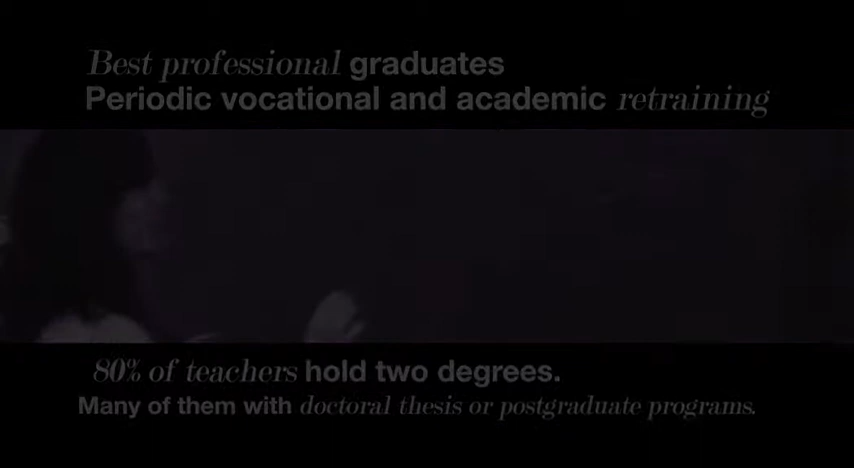 Best professional graduates
Periodic vocational and academic retraining
80% of teachers hold two degrees.
Many of them with doctoral thesis or postgraduate programs.